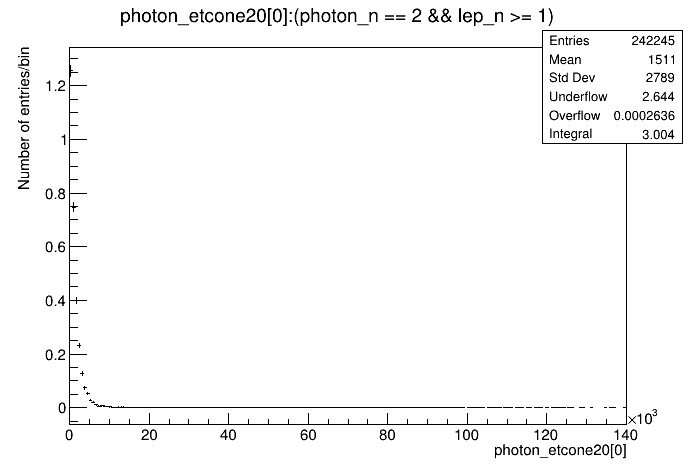 photon_etcone20[0]:(photon_n == 2 && lep_n >= 1)
Entries 242245
Mean 1511
Std Dev 2789
Underflow 2.644
Overflow 0.0002636
Integral 3.004
Number of entries/bin
1.2
1
0.8
0.6
0.4
0.2
0
0 20 40 60 80 100 120 140
×10³
photon_etcone20[0]